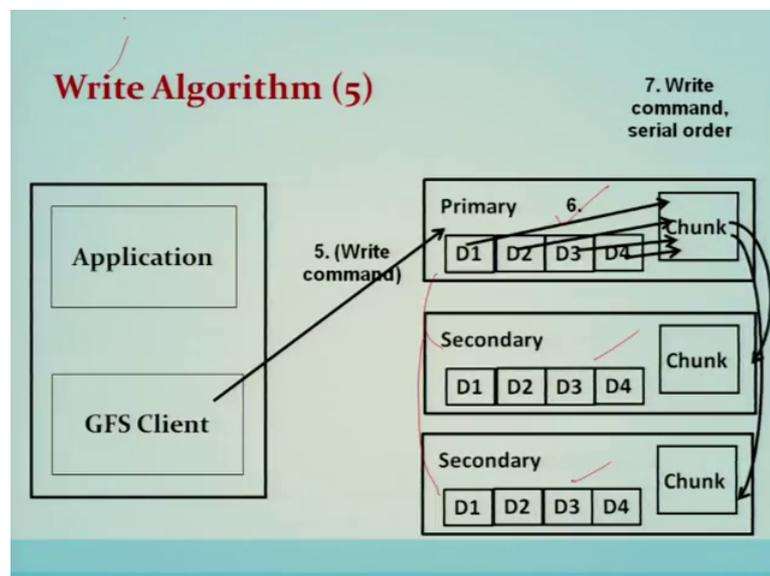 Write Algorithm (5)
7. Write
command,
serial order
Application
GFS Client
5. (Write
command)
Primary
6.
D1 D2 D3 D4
Chunk
Secondary
D1 D2 D3 D4
Chunk
Secondary
D1 D2 D3 D4
Chunk